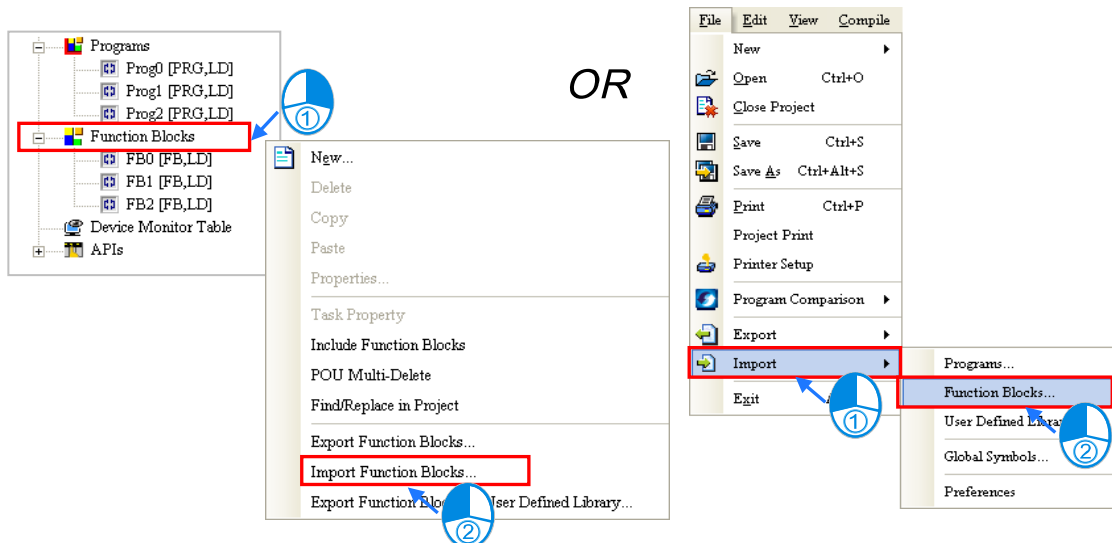 Programs
Prog0 [PRG,LD]
Prog1 [PRG,LD]
Prog2 [PRG,LD]
Function Blocks
FB0 [FB,LD]
FB1 [FB,LD]
FB2 [FB,LD]
Device Monitor Table
APIs
1
New...
Delete
Copy
Paste
Properties...
Task Property
Include Function Blocks
POU Multi-Delete
Find/Replace in Project
Export Function Blocks...
Import Function Blocks...
Export Function User Defined Library...
2
OR
File Edit View Compile
New
Open Ctrl+O
Close Project
Save Ctrl+S
Save As Ctrl+Alt+S
Print Ctrl+P
Project Print
Printer Setup
Program Comparison
Export
Import
Exit
1
Programs...
Function Blocks...
User Defined
Global Symbols...
Preferences
2